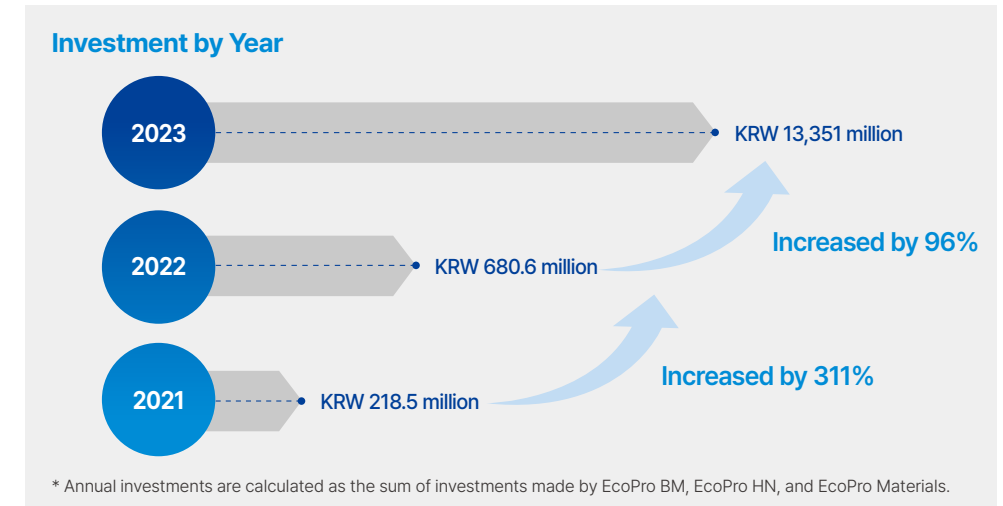 Investment by Year
2023
KRW 13,351 million
Increased by 96%
2022
KRW 680.6 million
Increased by 311%
2021
KRW 218.5 million
* Annual investments are calculated as the sum of investments made by EcoPro BM, EcoPro HN, and EcoPro Materials.